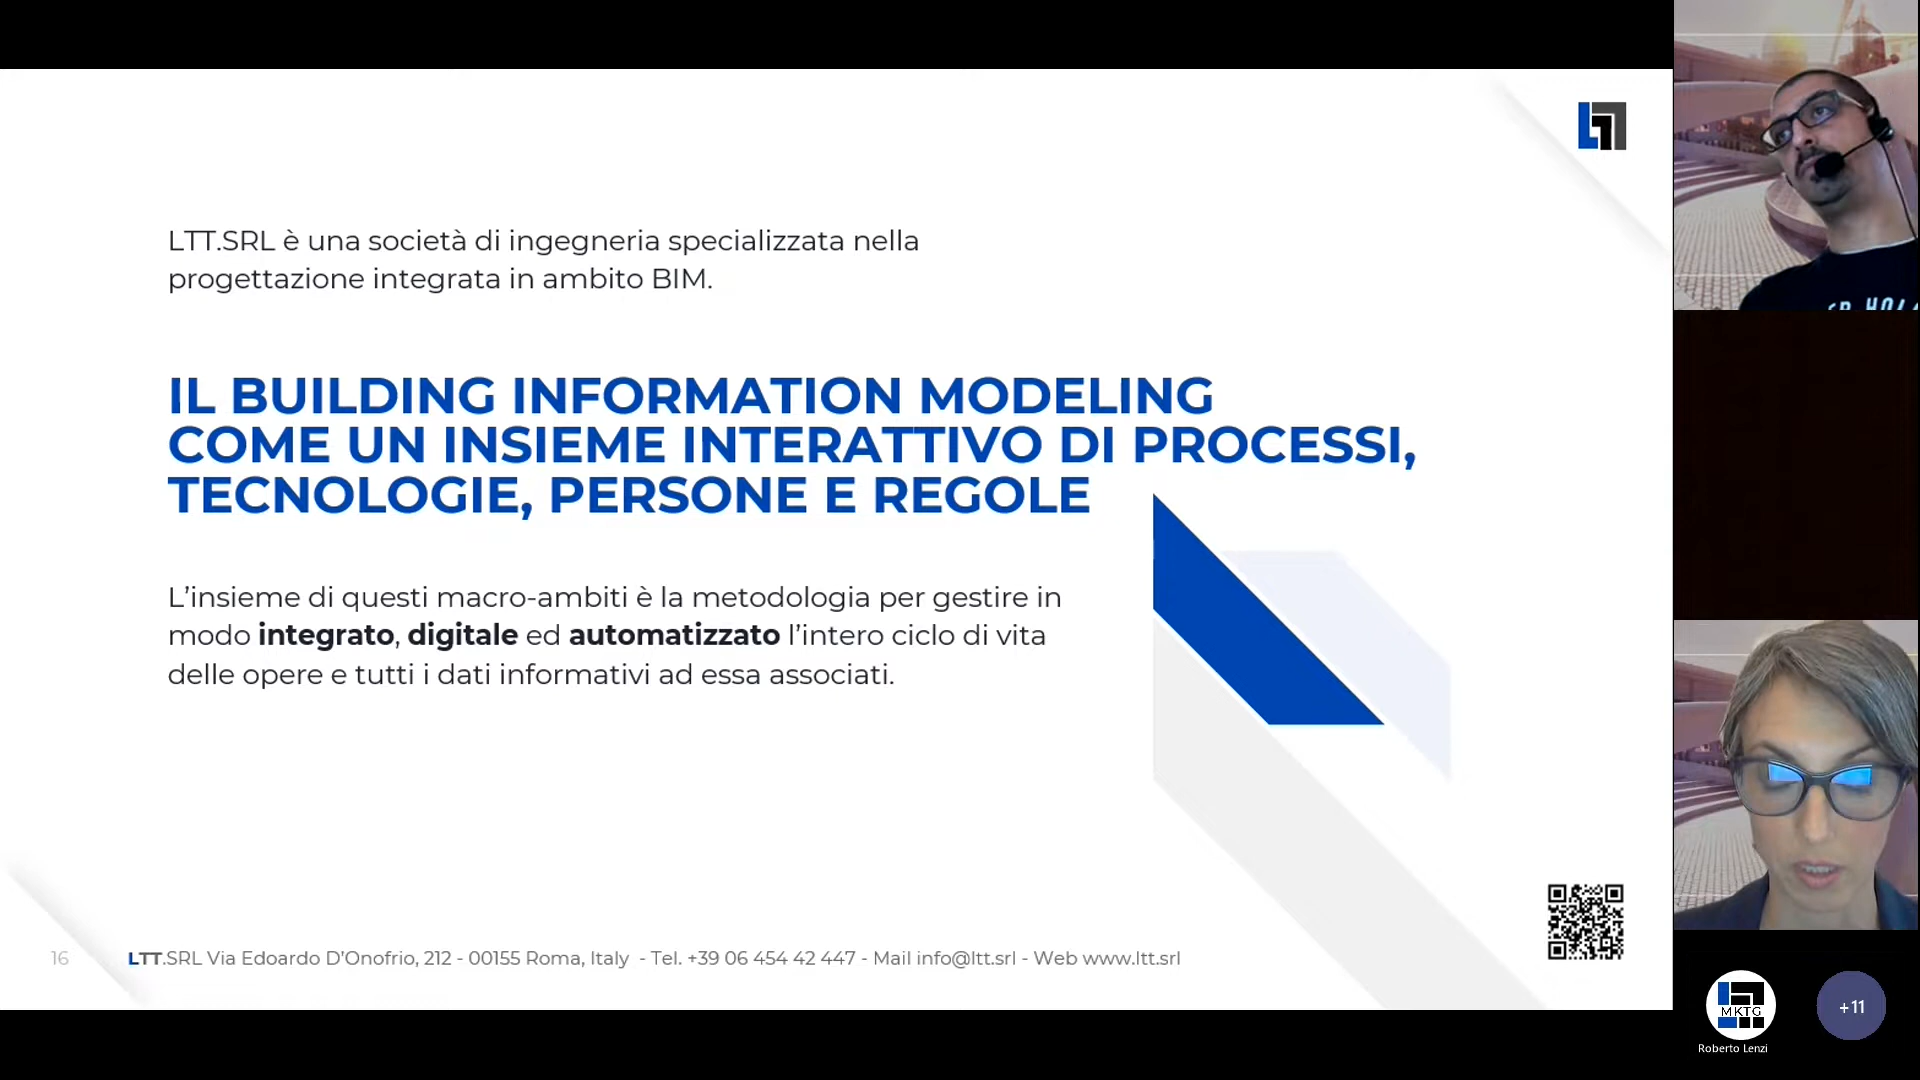 LTT.SRL è una società di ingegneria specializzata nella
progettazione integrata in ambito BIM.
IL BUILDING INFORMATION MODELING
COME UN INSIEME INTERATTIVO DI PROCESSI,
TECNOLOGIE, PERSONE E REGOLE
L’insieme di questi macro-ambiti è la metodologia per gestire in
modo integrato, digitale ed automatizzato l’intero ciclo di vita
delle opere e tutti i dati informativi ad essa associati.
16
LTT.SRL Via Edoardo D’Onofrio, 212 - 00155 Roma, Italy - Tel. +39 06 454 42 447 - Mail info@ltt.srl - Web www.ltt.srl
MKTG
+11
Roberto Lenzi